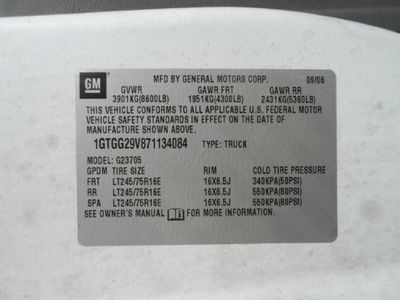 GM
MFD BY GENERAL MOTORS CORP. 09/06
GVWR GAWR FRT GAWR RR
3901KG(8600LB) 1951KG(4300LB) 2431KG(5360LB)
THIS VEHICLE CONFORMS TO ALL APPLICABLE U.S. FEDERAL MOTOR
VEHICLE SAFETY STANDARDS IN EFFECT ON THE DATE OF
MANUFACTURE SHOWN ABOVE.
1GTGG29V871134084 TYPE: TRUCK
MODEL: G23705
GPDM TIRE SIZE RIM COLD TIRE PRESSURE
FRT LT245/75R16E 16X6.5J 340KPA(50PSI)
RR LT245/75R16E 16X6.5J 550KPA(80PSI)
SPA LT245/75R16E 16X6.5J 550KPA(80PSI)
SEE OWNER'S MANUAL FOR MORE INFORMATION.